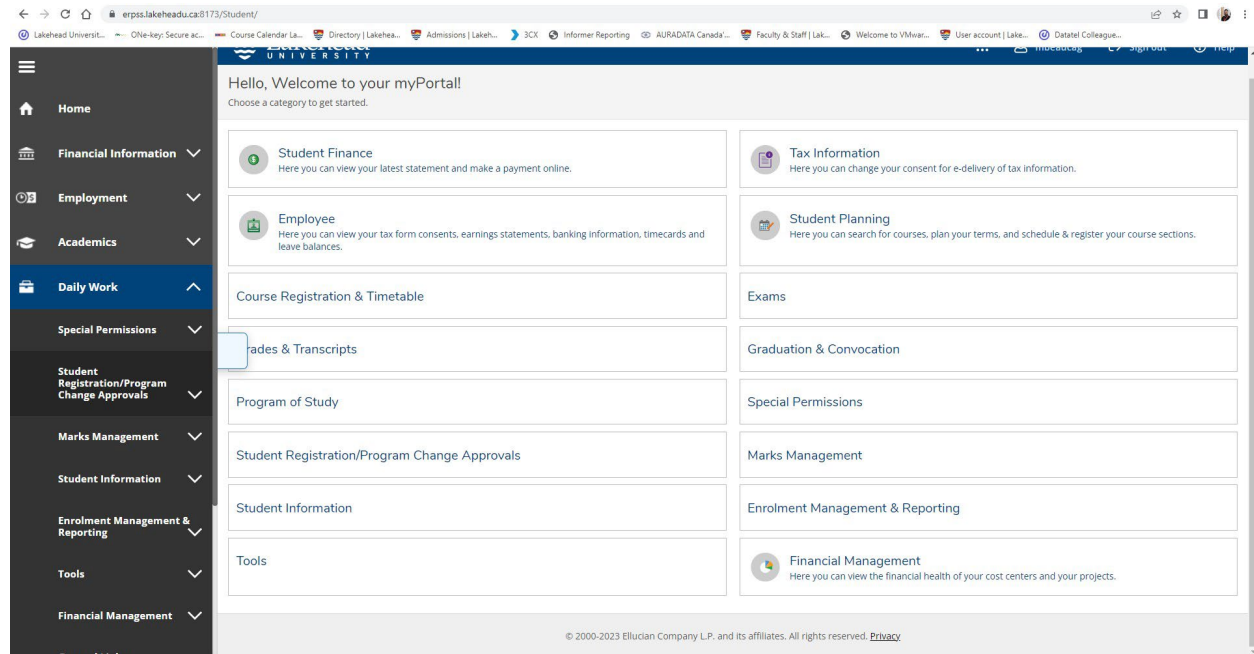 erpss.lakeheadu.ca:8173/Student/
Lakehead Universit... ONe-key: Secure ac... Course Calendar La... Directory | Lakehea... Admissions | Lakeh... 3CX Informer Reporting AURADATA Canada'... Faculty & Staff | Lak... Welcome to VMwar... User account | Lake... Datatel Colleague...
UNIVERSITY
mbeaucag Sign out Help
Hello, Welcome to your myPortal!
Choose a category to get started.
Home
Financial Information
Employment
Academics
Daily Work
Special Permissions
Student
Registration/Program
Change Approvals
Marks Management
Student Information
Enrolment Management &
Reporting
Tools
Financial Management
Student Finance
Here you can view your latest statement and make a payment online.
Tax Information
Here you can change your consent for e-delivery of tax information.
Employee
Here you can view your tax form consents, earnings statements, banking information, timecards and
leave balances.
Student Planning
Here you can search for courses, plan your terms, and schedule & register your course sections.
Course Registration & Timetable
Exams
rades & Transcripts
Graduation & Convocation
Program of Study
Special Permissions
Student Registration/Program Change Approvals
Marks Management
Student Information
Enrolment Management & Reporting
Tools
Financial Management
Here you can view the financial health of your cost centers and your projects.
© 2000-2023 Ellucian Company L.P. and its affiliates. All rights reserved. Privacy